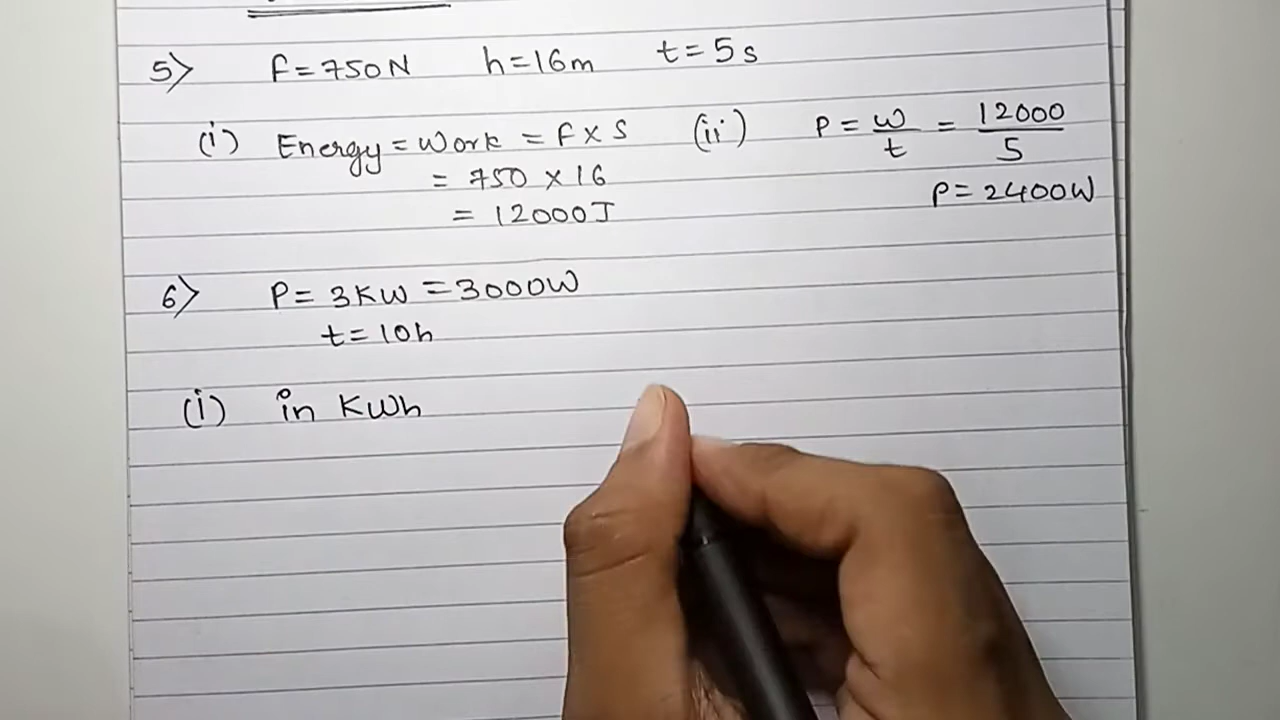 5) F = 750N h = 16m t = 5s
(i) Energy = Work = F × S (ii) P = W/t = 12000/5
= 750 × 16 P = 2400W
= 12000J
6) P = 3KW = 3000W
t = 10h
(i) in KWh